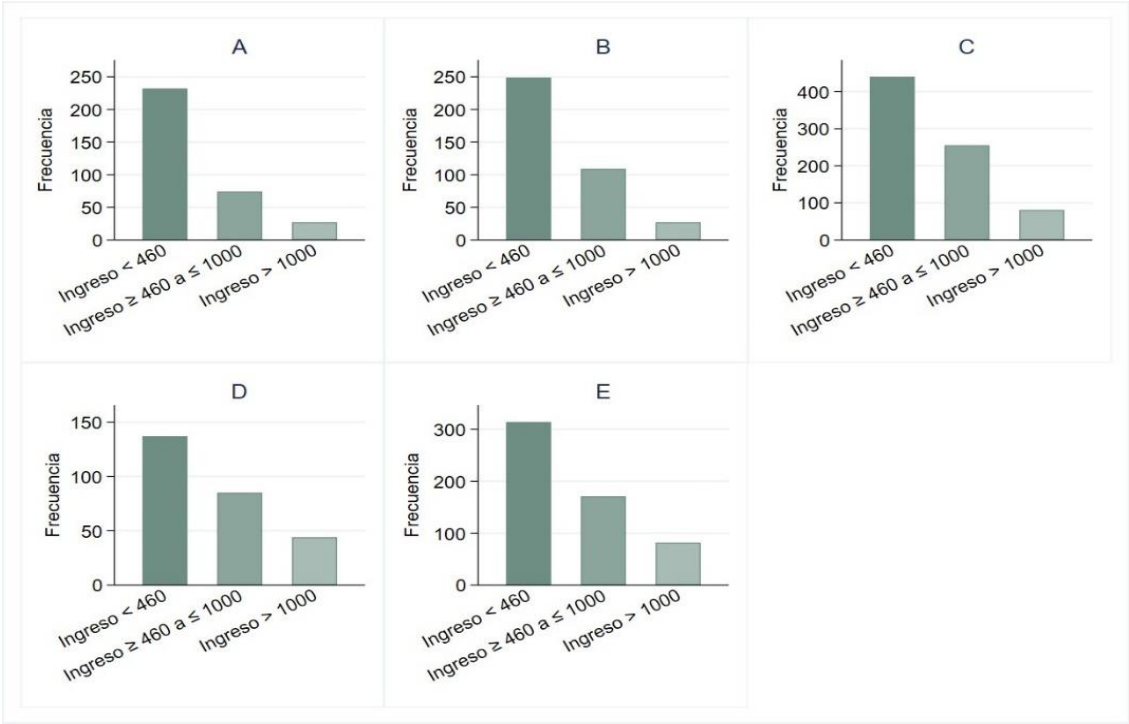 A
Frecuencia
250
200
150
100
50
0
Ingreso < 460
Ingreso ≥ 460 a ≤ 1000
Ingreso > 1000
B
Frecuencia
250
200
150
100
50
0
Ingreso < 460
Ingreso ≥ 460 a ≤ 1000
Ingreso > 1000
C
Frecuencia
400
300
200
100
0
Ingreso < 460
Ingreso ≥ 460 a ≤ 1000
Ingreso > 1000
D
Frecuencia
150
100
50
0
Ingreso < 460
Ingreso ≥ 460 a ≤ 1000
Ingreso > 1000
E
Frecuencia
300
200
100
0
Ingreso < 460
Ingreso ≥ 460 a ≤ 1000
Ingreso > 1000